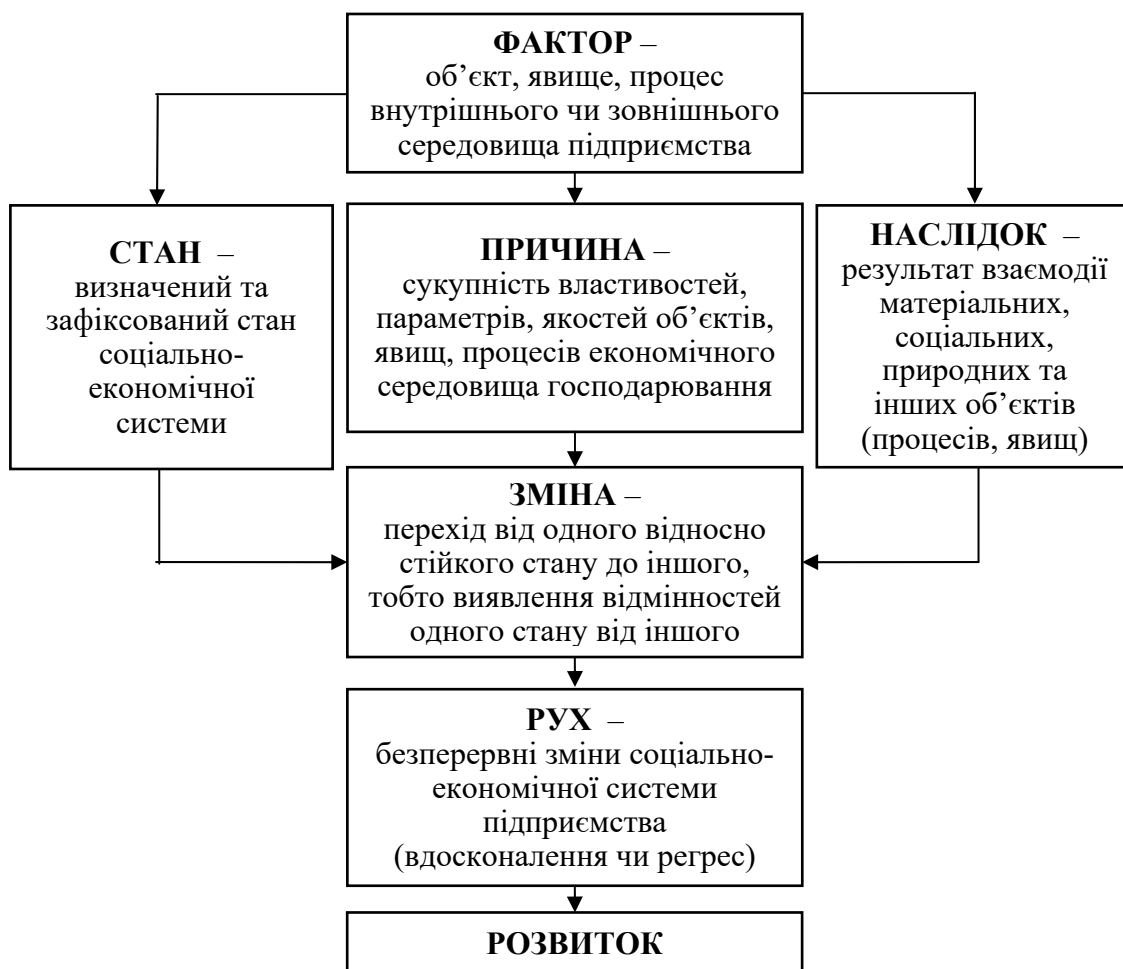 ФАКТОР –
об’єкт, явище, процес
внутрішнього чи зовнішнього
середовища підприємства
СТАН –
визначений та
зафіксований стан
соціально-
економічної
системи
ПРИЧИНА –
сукупність властивостей,
параметрів, якостей об’єктів,
явищ, процесів економічного
середовища господарювання
НАСЛІДОК –
результат взаємодії
матеріальних,
соціальних,
природних та
інших об’єктів
(процесів, явищ)
ЗМІНА –
перехід від одного відносно
стійкого стану до іншого,
тобто виявлення відмінностей
одного стану від іншого
РУХ –
безперервні зміни соціально-
економічної системи
підприємства
(вдосконалення чи регрес)
РОЗВИТОК